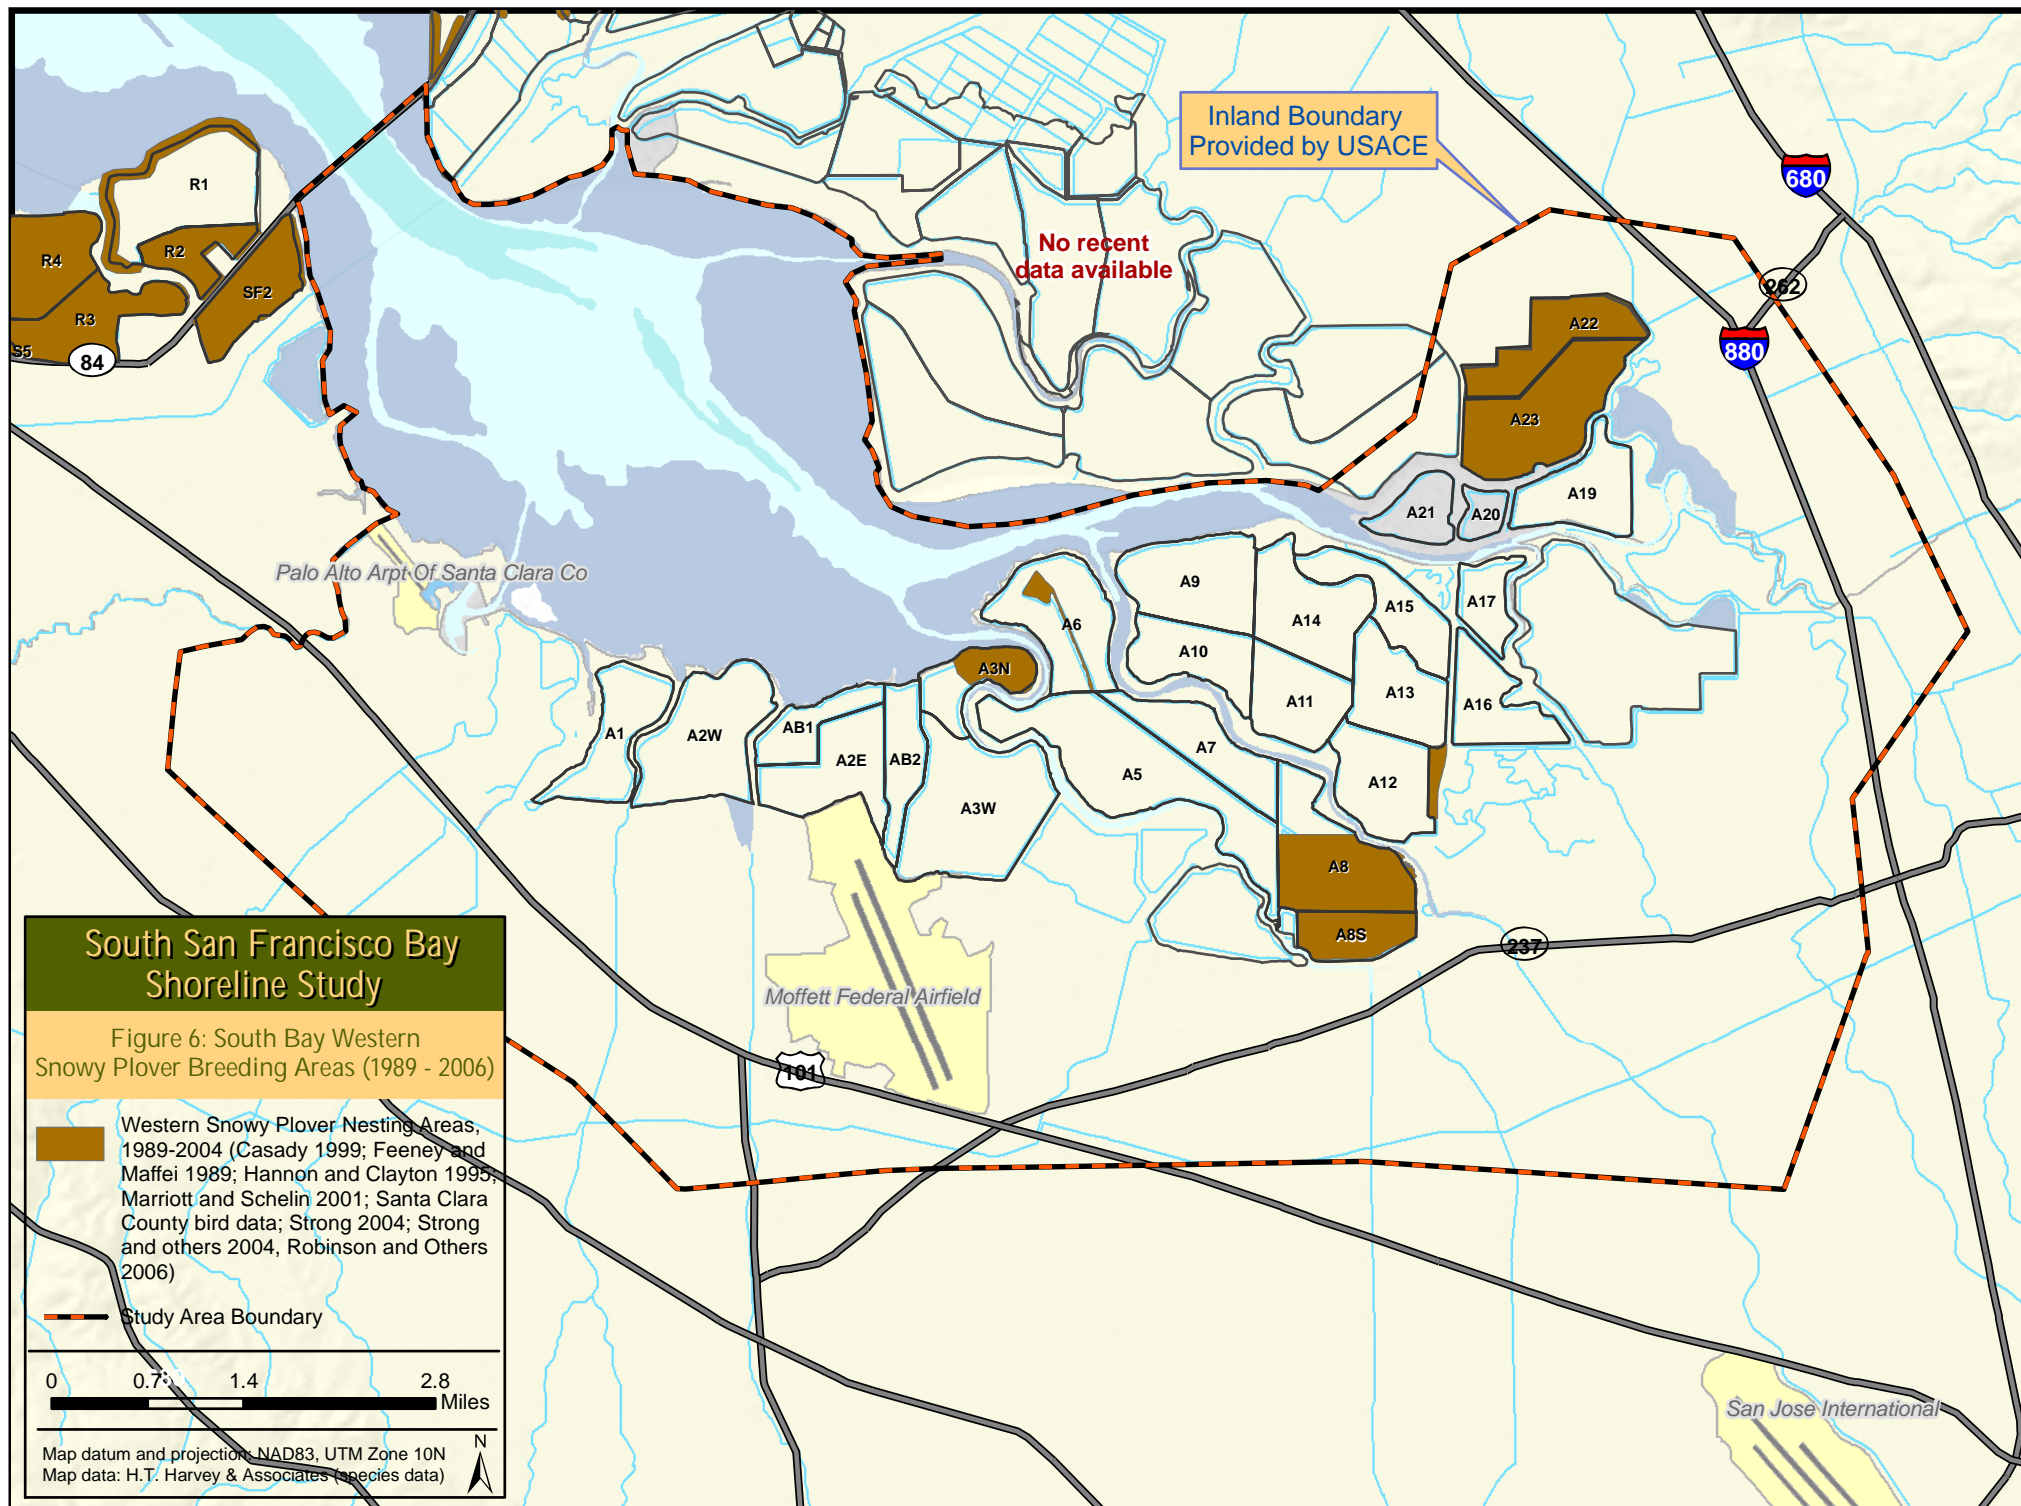 Inland Boundary
Provided by USACE
680
R1
No recent
data available
R2
R4
262
SF2
R3
A22
S5
84
880
A23
A19
A21
A20
Palo Alto Arpt Of Santa Clara Co
A9
A15
A17
A14
A6
A10
A3N
A13
A11
A16
A1
A2W
AB1
A7
A2E
AB2
A5
A12
A3W
A8
A8S
237
Moffett Federal Airfield
101
San Jose International
South San Francisco Bay
Shoreline Study
Figure 6: South Bay Western
Snowy Plover Breeding Areas (1989 - 2006)
Western Snowy Plover Nesting Areas,
1989-2004 (Casady 1999; Feeney and
Maffei 1989; Hannon and Clayton 1995;
Marriott and Schelin 2001; Santa Clara
County bird data; Strong 2004; Strong
and others 2004, Robinson and Others
2006)
Study Area Boundary
0 1.4 2.8
Miles
N
Map datum and projection: NAD83, UTM Zone 10N
Map data: H.T. Harvey & Associates (species data)